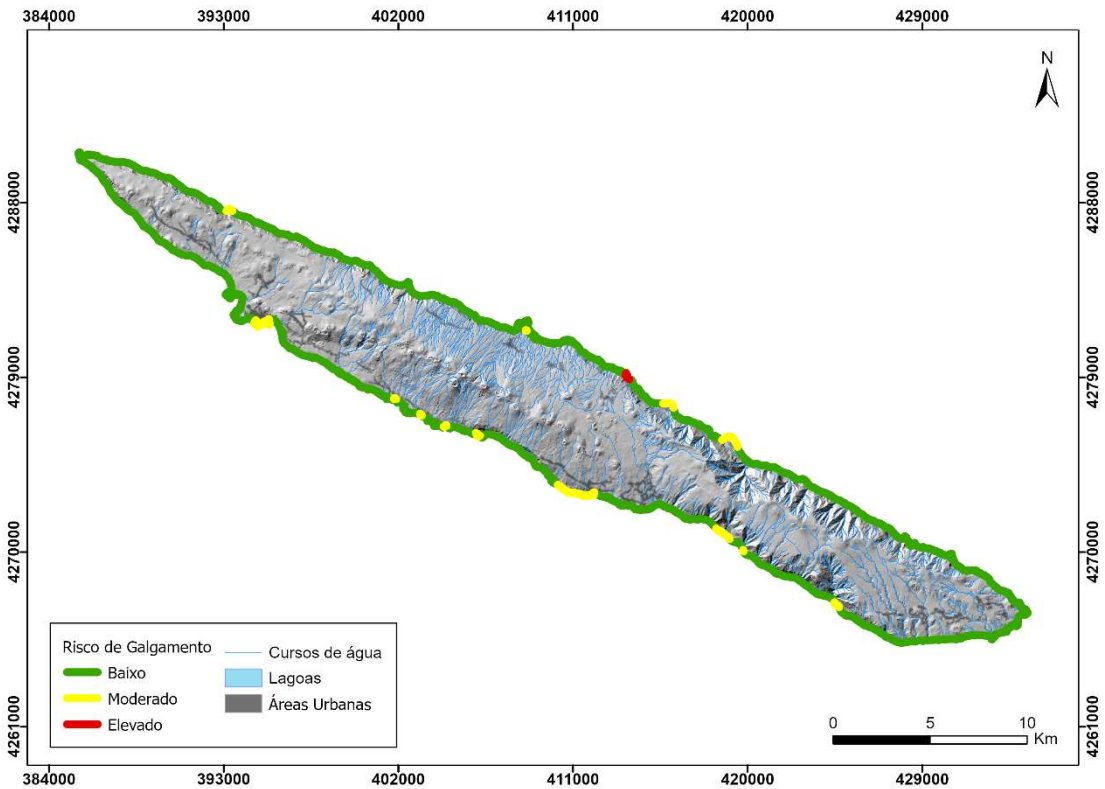 384000 393000 402000 411000 420000 429000
N
4288000 4288000
4279000 4279000
4270000 4270000
4261000 4261000
Risco de Galgamento
Baixo
Moderado
Elevado
Cursos de água
Lagoas
Áreas Urbanas
0 5 10
Km
384000 393000 402000 411000 420000 429000